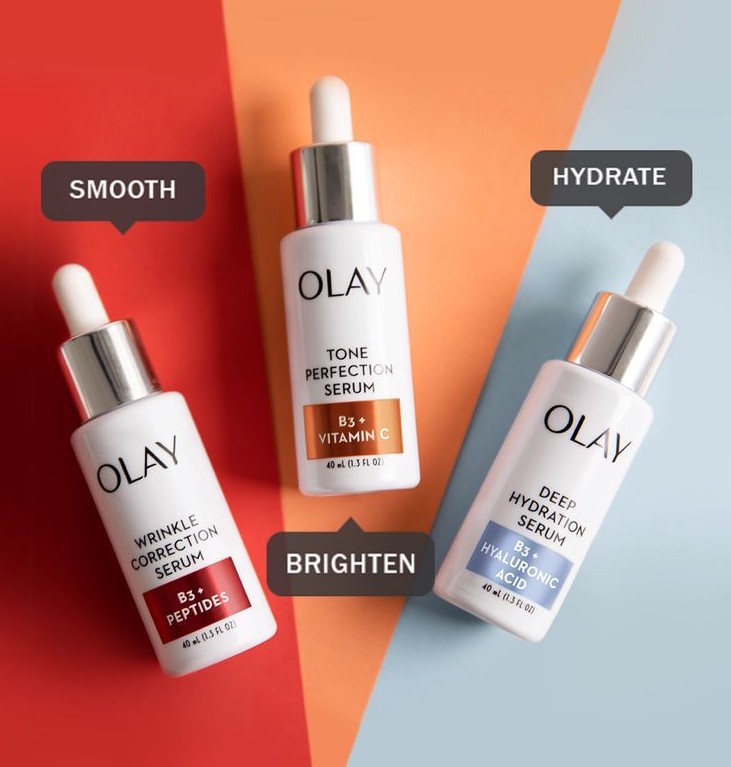 SMOOTH
OLAY
WRINKLE
CORRECTION
SERUM
B3 +
PEPTIDES
40 mL (1.3 FL OZ)
OLAY
TONE
PERFECTION
SERUM
B3 +
VITAMIN C
40 mL (1.3 FL OZ)
BRIGHTEN
HYDRATE
OLAY
DEEP
HYDRATION
SERUM
B3 +
HYALURONIC
ACID
40 mL (1.3 FL OZ)